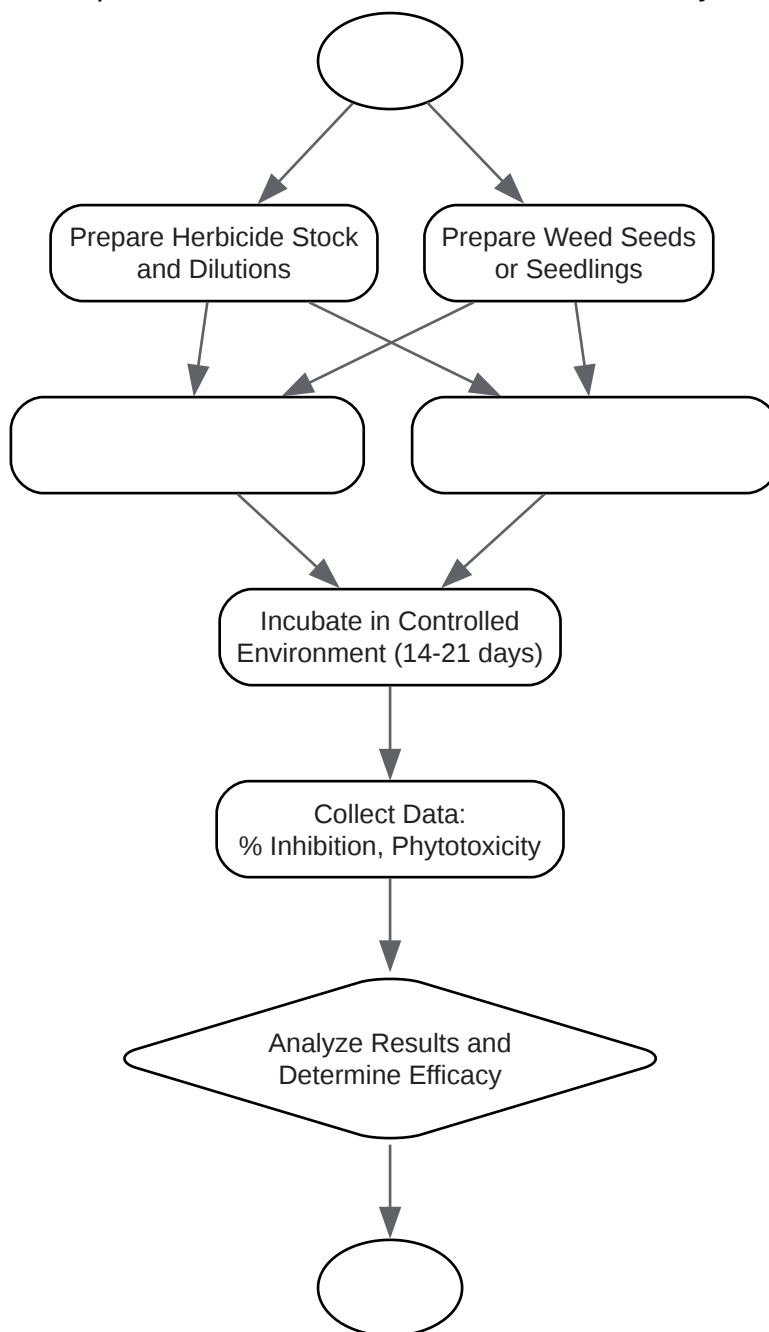 Prepare Herbicide Stock
and Dilutions
Prepare Weed Seeds
or Seedlings
Incubate in Controlled
Environment (14-21 days)
Collect Data:
% Inhibition, Phytotoxicity
Analyze Results and
Determine Efficacy